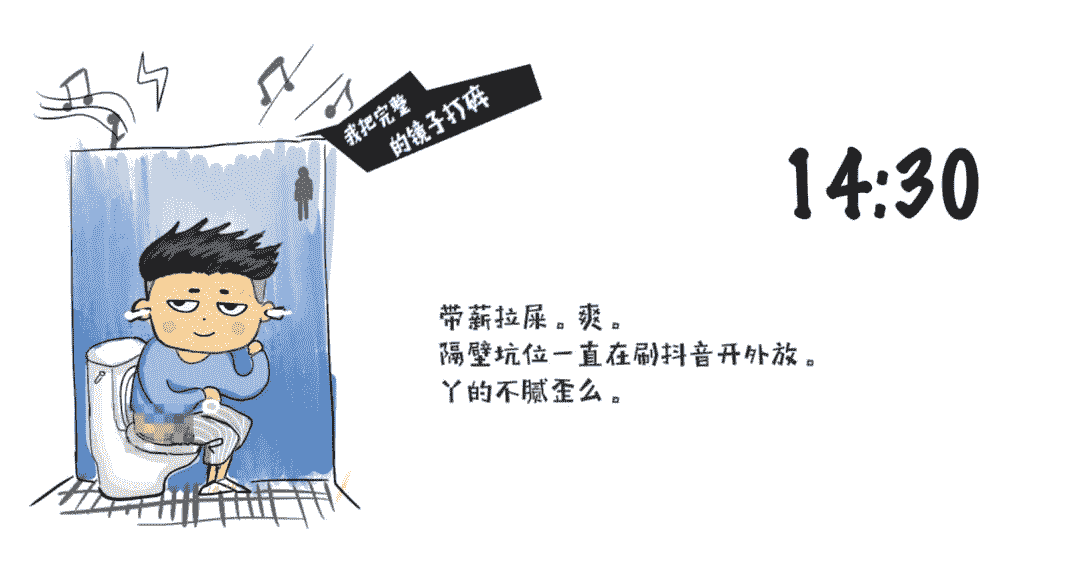 我把完整
的镜子打碎
14:30
带薪拉屎。爽。
隔壁坑位一直在刷抖音开外放。
丫的不腻歪么。